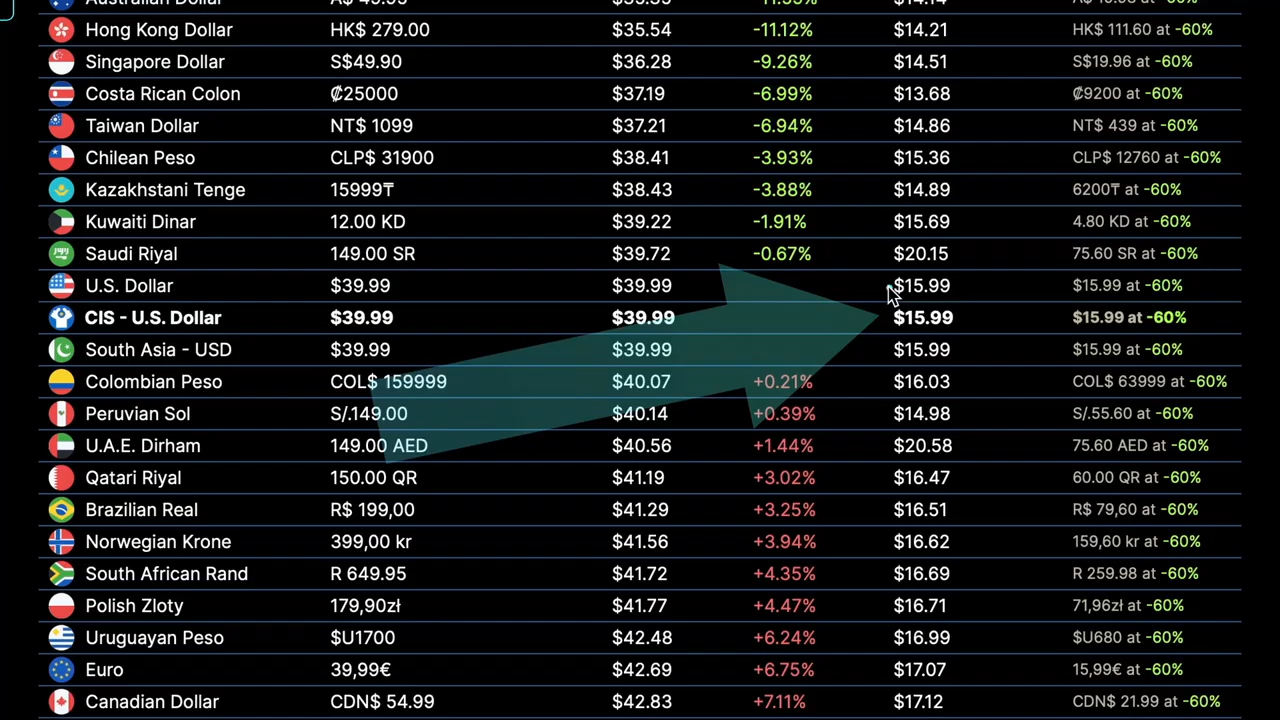 Australian Dollar A$ 49.95 $35.39 -11.53% $14.14 A$ 19.98 at -60%
Hong Kong Dollar HK$ 279.00 $35.54 -11.12% $14.21 HK$ 111.60 at -60%
Singapore Dollar S$49.90 $36.28 -9.26% $14.51 S$19.96 at -60%
Costa Rican Colon ₡25000 $37.19 -6.99% $13.68 ₡9200 at -60%
Taiwan Dollar NT$ 1099 $37.21 -6.94% $14.86 NT$ 439 at -60%
Chilean Peso CLP$ 31900 $38.41 -3.93% $15.36 CLP$ 12760 at -60%
Kazakhstani Tenge 15999₸ $38.43 -3.88% $14.89 6200₸ at -60%
Kuwaiti Dinar 12.00 KD $39.22 -1.91% $15.69 4.80 KD at -60%
Saudi Riyal 149.00 SR $39.72 -0.67% $20.15 75.60 SR at -60%
U.S. Dollar $39.99 $39.99 $15.99 $15.99 at -60%
CIS - U.S. Dollar $39.99 $39.99 $15.99 $15.99 at -60%
South Asia - USD $39.99 $39.99 $15.99 $15.99 at -60%
Colombian Peso COL$ 159999 $40.07 +0.21% $16.03 COL$ 63999 at -60%
Peruvian Sol S/.149.00 $40.14 +0.39% $14.98 S/.55.60 at -60%
U.A.E. Dirham 149.00 AED $40.56 +1.44% $20.58 75.60 AED at -60%
Qatari Riyal 150.00 QR $41.19 +3.02% $16.47 60.00 QR at -60%
Brazilian Real R$ 199,00 $41.29 +3.25% $16.51 R$ 79,60 at -60%
Norwegian Krone 399,00 kr $41.56 +3.94% $16.62 159,60 kr at -60%
South African Rand R 649.95 $41.72 +4.35% $16.69 R 259.98 at -60%
Polish Zloty 179,90zł $41.77 +4.47% $16.71 71,96zł at -60%
Uruguayan Peso $U1700 $42.48 +6.24% $16.99 $U680 at -60%
Euro 39,99€ $42.69 +6.75% $17.07 15,99€ at -60%
Canadian Dollar CDN$ 54.99 $42.83 +7.11% $17.12 CDN$ 21.99 at -60%